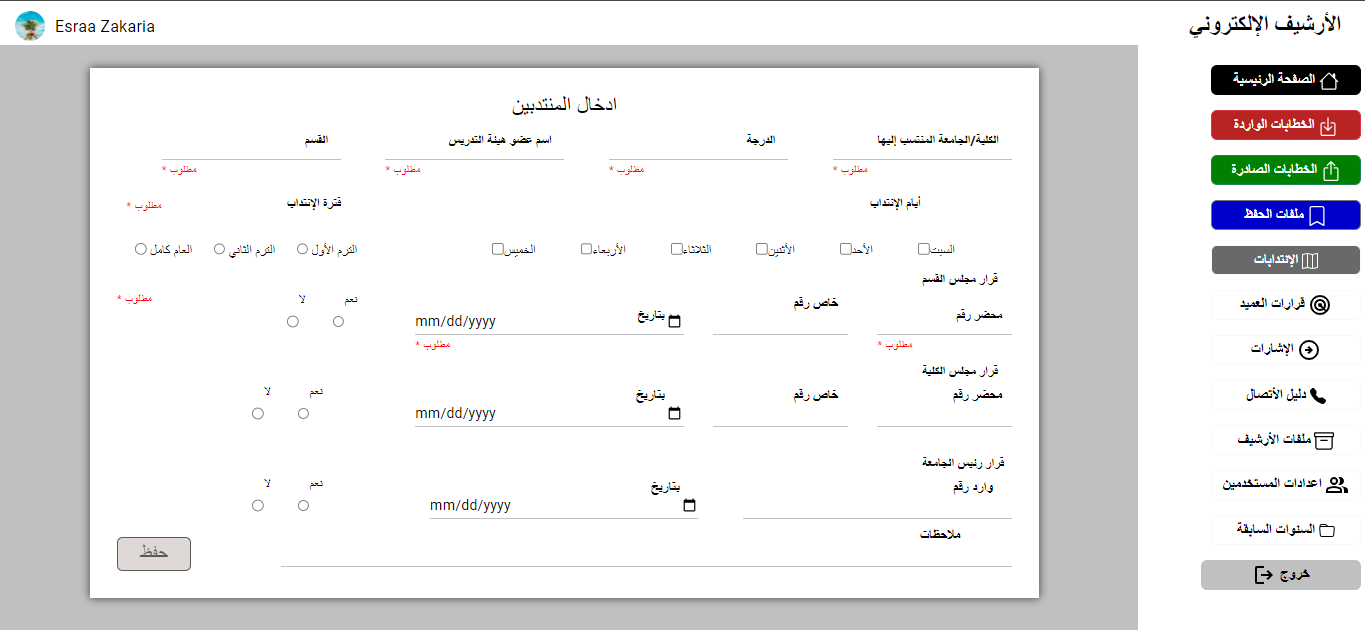 Esraa Zakaria
الأرشيف الإلكتروني
الصفحة الرئيسية
الخطابات الواردة
الخطابات الصادرة
ملفات الحفظ
الإنتدابات
قرارات العميد
الإشارات
دليل الأتصال
ملفات الأرشيف
اعدادات المستخدمين
السنوات السابقة
خروج
ادخال المنتدبين
الكلية/الجامعة المنتسب إليها
الدرجة
اسم عضو هيئة التدريس
القسم
مطلوب *
مطلوب *
مطلوب *
مطلوب *
أيام الإنتداب
فترة الإنتداب
مطلوب *
السبت
الأحد
الأثنين
الثلاثاء
الأربعاء
الخميس
الترم الأول
الترم الثاني
العام كامل
قرار مجلس القسم
محضر رقم
خاص رقم
بتاريخ
mm/dd/yyyy
نعم
لا
مطلوب *
مطلوب *
مطلوب *
قرار مجلس الكلية
محضر رقم
خاص رقم
بتاريخ
mm/dd/yyyy
نعم
لا
قرار رئيس الجامعة
وارد رقم
بتاريخ
mm/dd/yyyy
نعم
لا
ملاحظات
حفظ